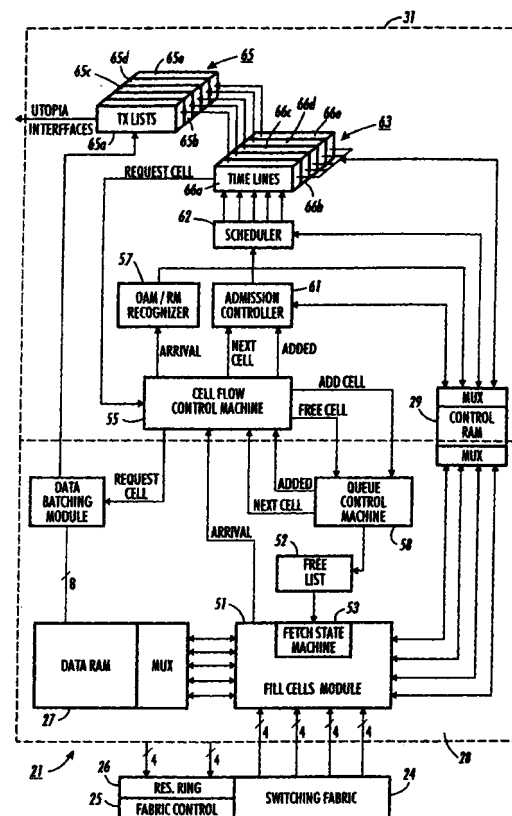 31
65d
65e
65
65c
66d
66c
66e
63
UTOPIA
INTERFFACES
TX LISTS
65b
65a
REQUEST CELL
TIME LINES
66a
66b
62
SCHEDULER
57
61
OAM / RM
RECOGNIZER
ADMISSION
CONTROLLER
ARRIVAL
NEXT
CELL
ADDED
MUX
29
CONTROL
RAM
MUX
CELL FLOW
CONTROL MACHINE
55
ADD CELL
FREE CELL
DATA
BATCHING
MODULE
REQUEST
CELL
ADDED
NEXT CELL
QUEUE
CONTROL
MACHINE
58
ARRIVAL
52
FREE
LIST
8
51
53
FETCH STATE
MACHINE
DATA RAM
MUX
FILL CELLS MODULE
27
4
4
4
4
4
4
28
21
26
RES. RING
24
25
FABRIC CONTROL
SWITCHING FABRIC